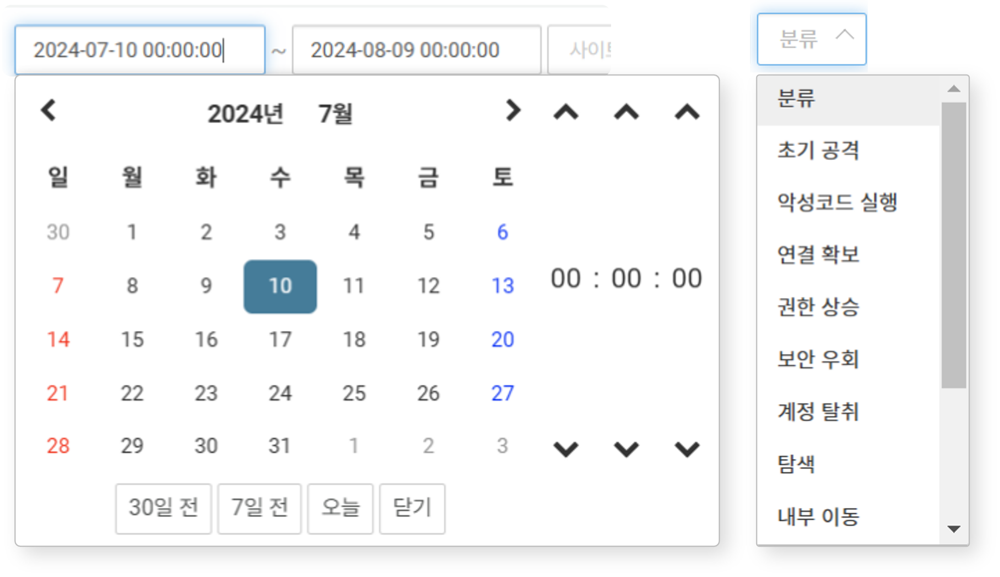 2024-07-10 00:00:00 ~ 2024-08-09 00:00:00
2024년 7월
일 월 화 수 목 금 토
30 1 2 3 4 5 6
7 8 9 10 11 12 13
14 15 16 17 18 19 20
21 22 23 24 25 26 27
28 29 30 31 1 2 3
00 : 00 : 00
30일 전 7일 전 오늘 닫기
분류
분류
초기 공격
악성코드 실행
연결 확보
권한 상승
보안 우회
계정 탈취
탐색
내부 이동